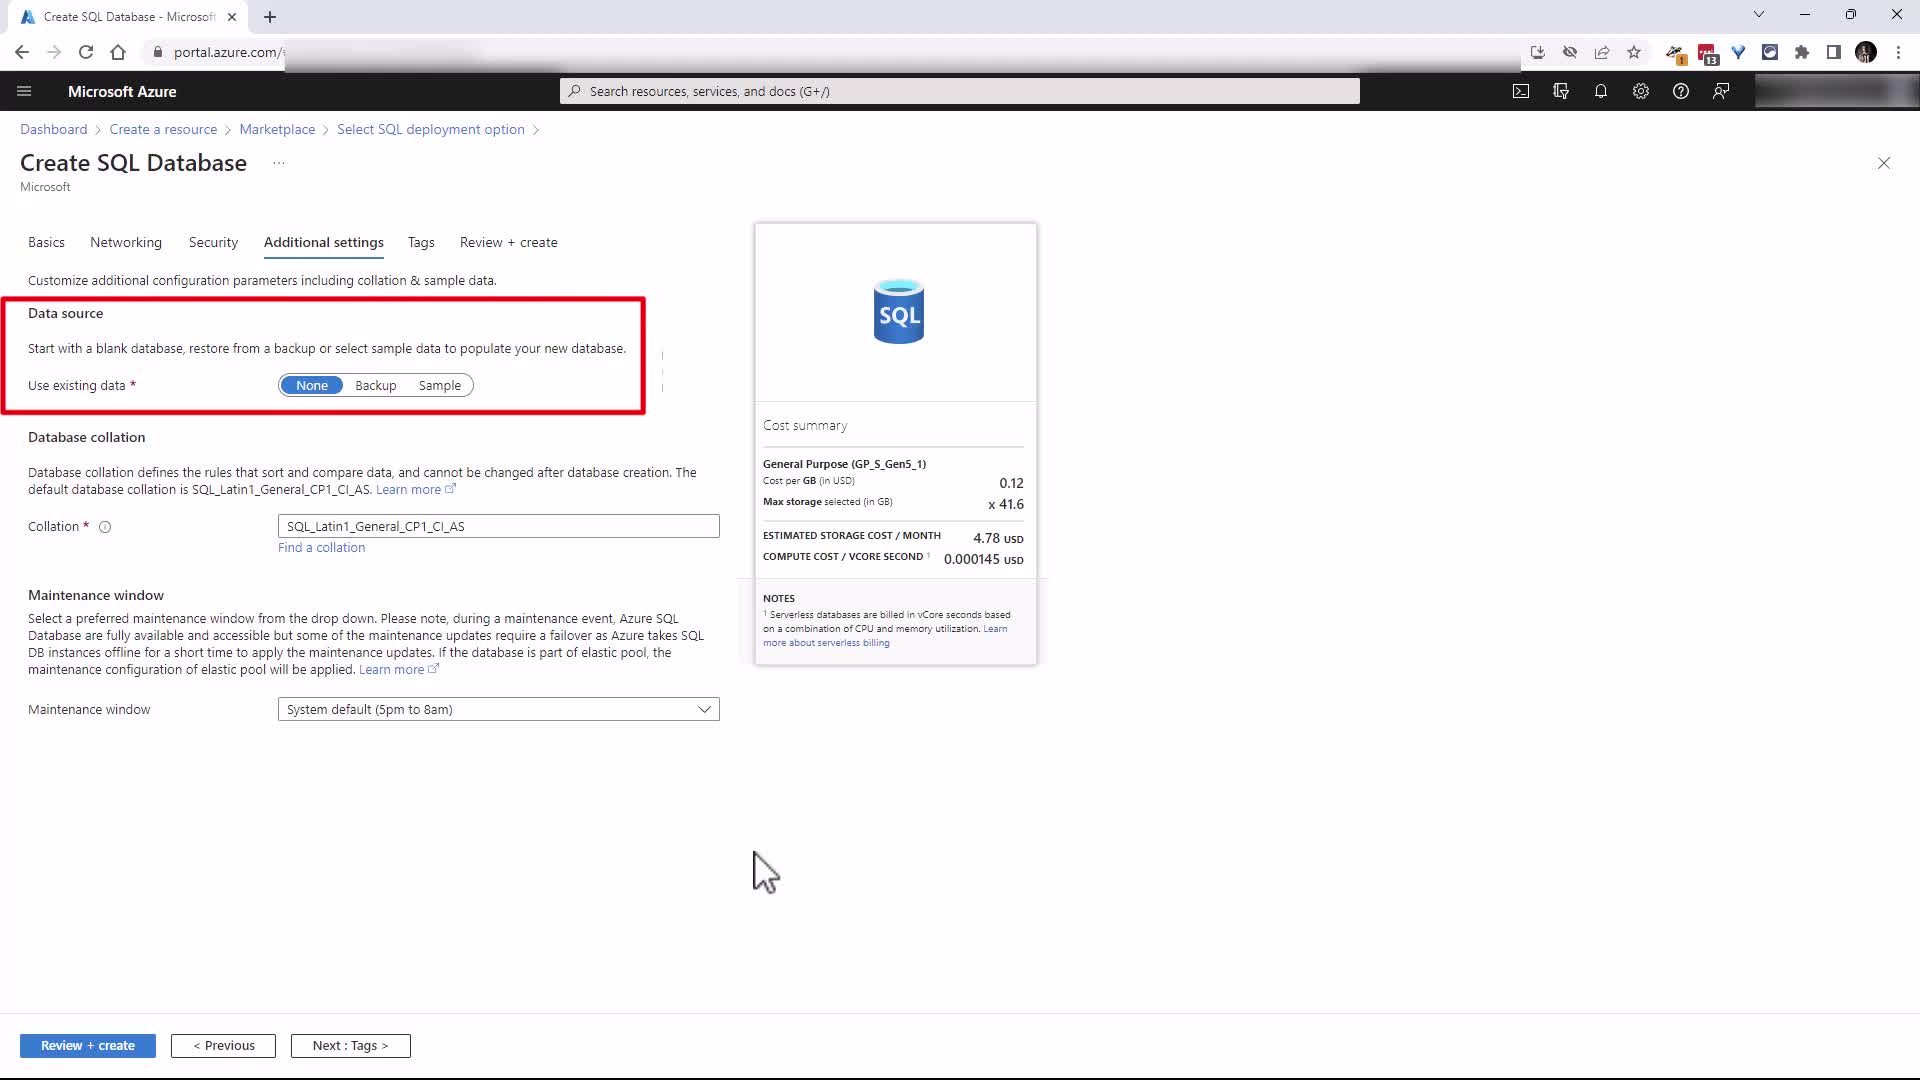 Create SQL Database - Microsoft
portal.azure.com/
1
13
Microsoft Azure
Search resources, services, and docs (G+/)
Dashboard > Create a resource > Marketplace > Select SQL deployment option >
Create SQL Database ...
Microsoft
Basics Networking Security Additional settings Tags Review + create
Customize additional configuration parameters including collation & sample data.
Data source
Start with a blank database, restore from a backup or select sample data to populate your new database.
Use existing data * None Backup Sample
Database collation
Database collation defines the rules that sort and compare data, and cannot be changed after database creation. The
default database collation is SQL_Latin1_General_CP1_CI_AS. Learn more
Collation * SQL_Latin1_General_CP1_CI_AS
Find a collation
Maintenance window
Select a preferred maintenance window from the drop down. Please note, during a maintenance event, Azure SQL
Database are fully available and accessible but some of the maintenance updates require a failover as Azure takes SQL
DB instances offline for a short time to apply the maintenance updates. If the database is part of elastic pool, the
maintenance configuration of elastic pool will be applied. Learn more
Maintenance window System default (5pm to 8am)
SQL
Cost summary
General Purpose (GP_S_Gen5_1)
Cost per GB (in USD) 0.12
Max storage selected (in GB) x 41.6
ESTIMATED STORAGE COST / MONTH 4.78 USD
COMPUTE COST / VCORE SECOND 1 0.000145 USD
NOTES
1 Serverless databases are billed in vCore seconds based
on a combination of CPU and memory utilization. Learn
more about serverless billing
Review + create < Previous Next : Tags >